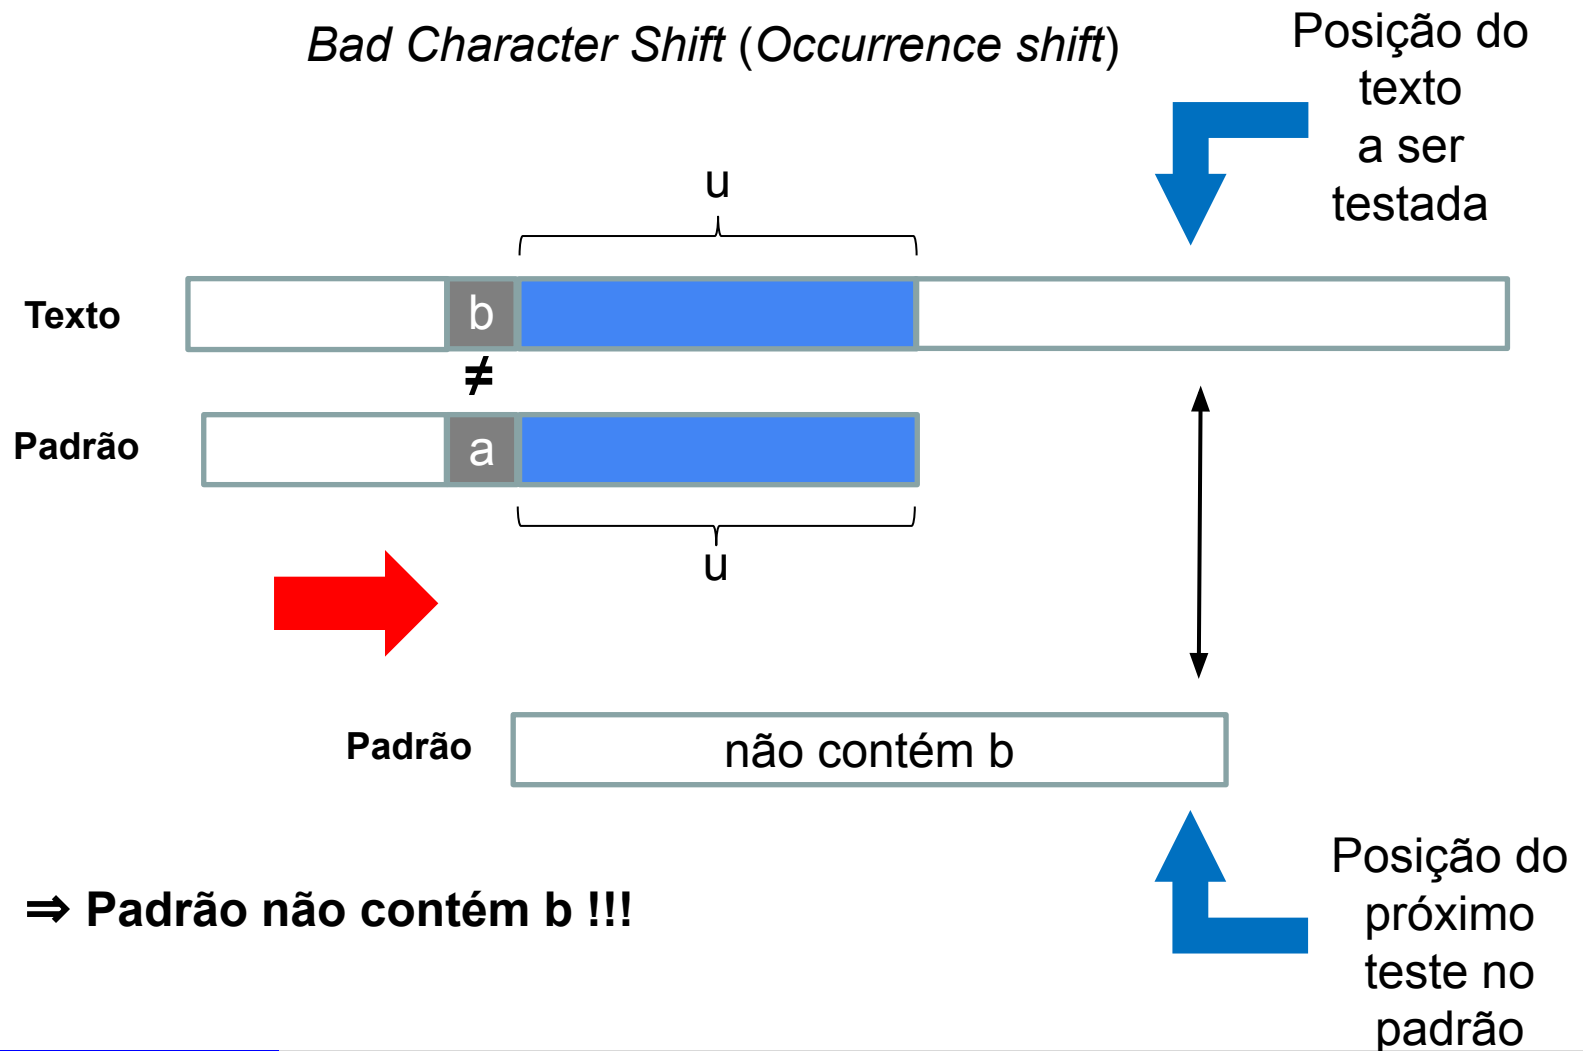 Bad Character Shift (Occurrence shift)
Posição do
texto
a ser
testada
u
Texto
b
≠
Padrão
a
u
Padrão
não contém b
⇒ Padrão não contém b !!!
Posição do
próximo
teste no
padrão